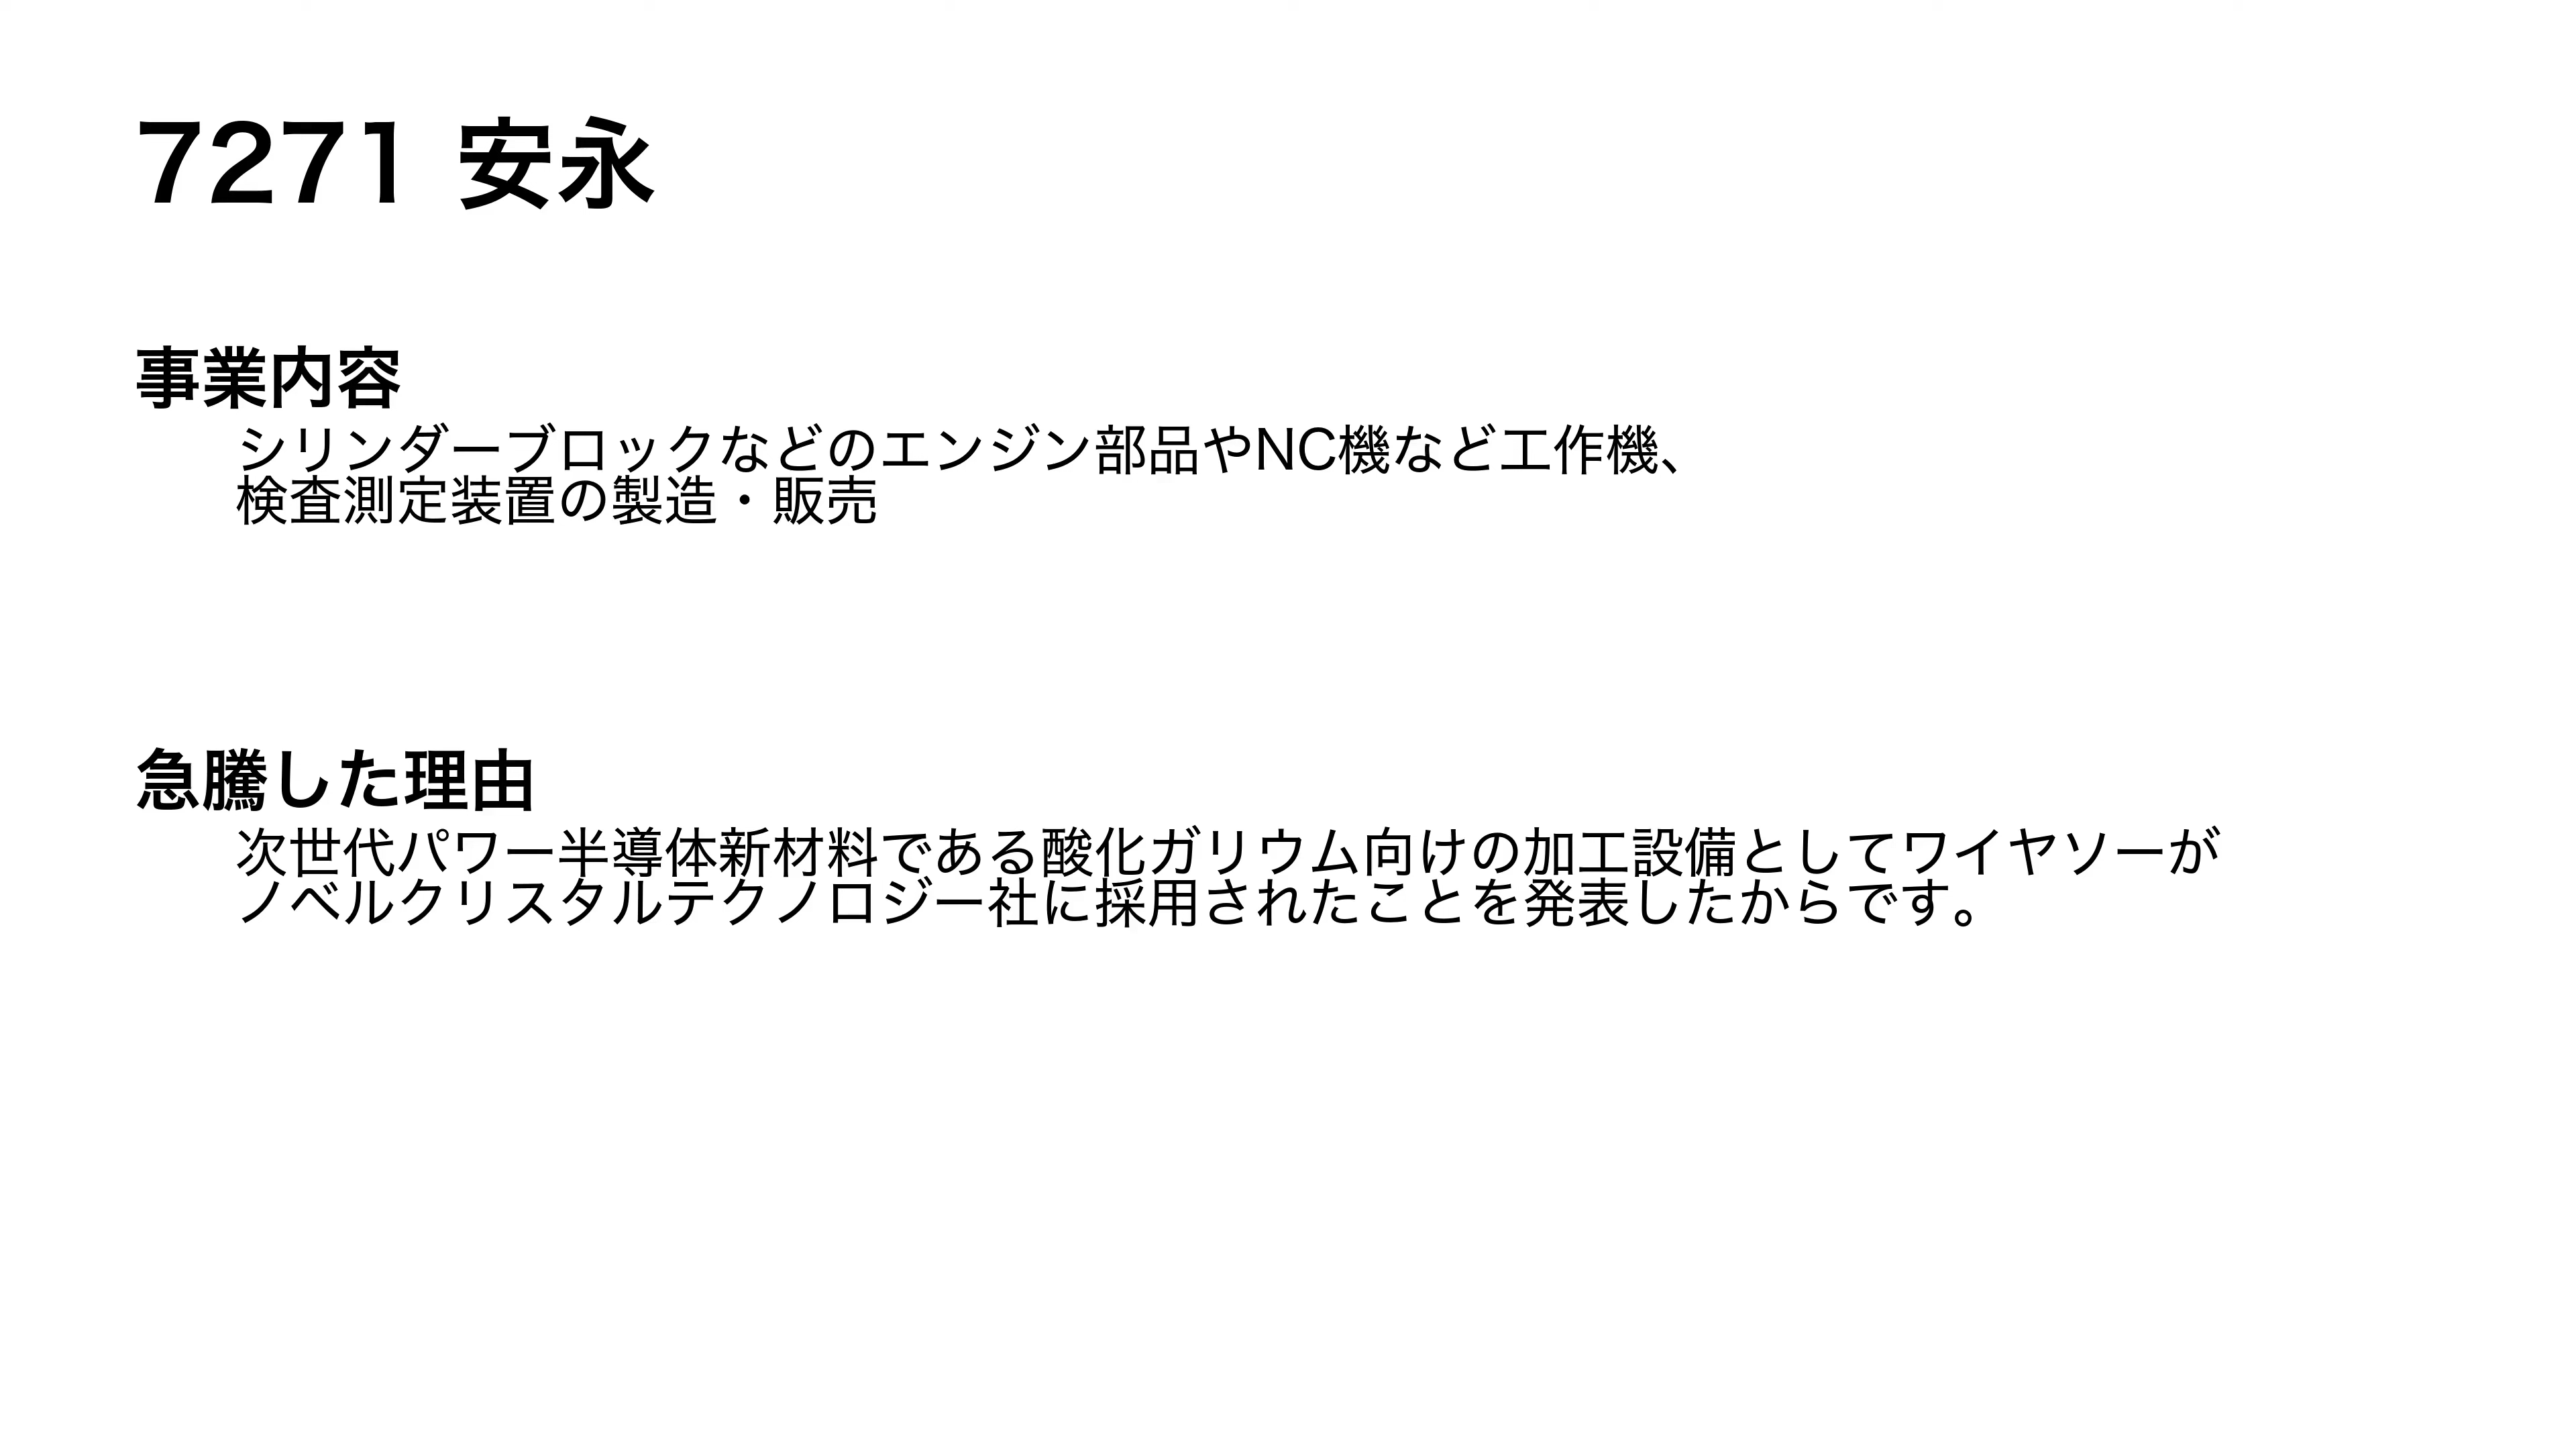 7271 安永
事業内容
シリンダーブロックなどのエンジン部品やNC機など工作機、
検査測定装置の製造・販売
急騰した理由
次世代パワー半導体新材料である酸化ガリウム向けの加工設備としてワイヤソーが
ノベルクリスタルテクノロジー社に採用されたことを発表したからです。